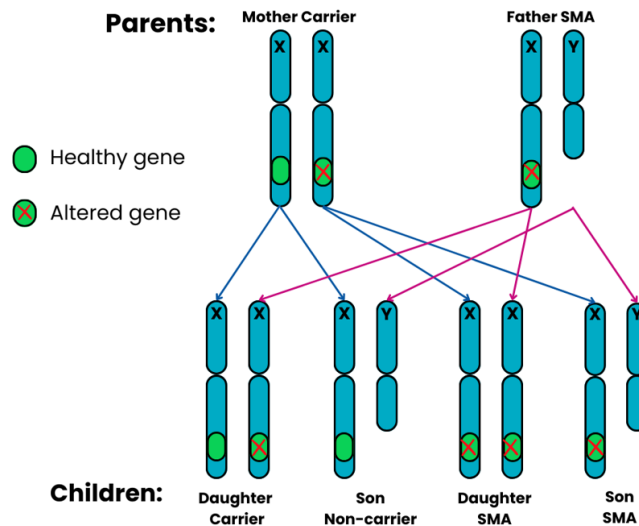 Parents:
Mother Carrier
Father SMA
X X X Y
Healthy gene
Altered gene
X X X Y X X X Y
Children:
Daughter
Carrier
Son
Non-carrier
Daughter
SMA
Son
SMA